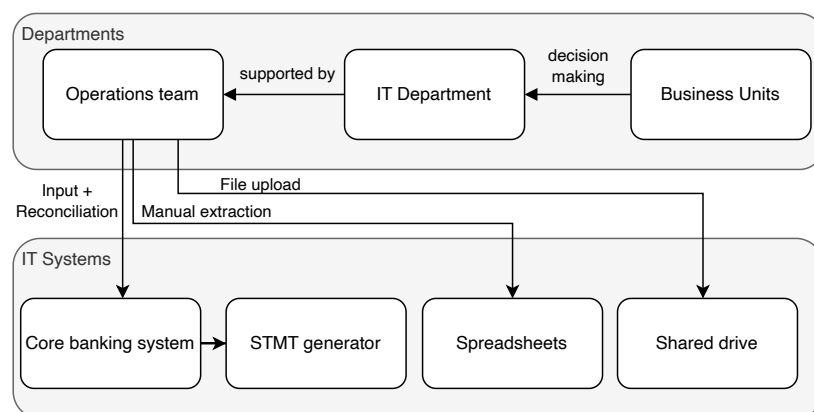 Departments
Operations team
supported by
IT Department
decision
making
Business Units
Input +
Reconciliation
File upload
Manual extraction
IT Systems
Core banking system
STMT generator
Spreadsheets
Shared drive